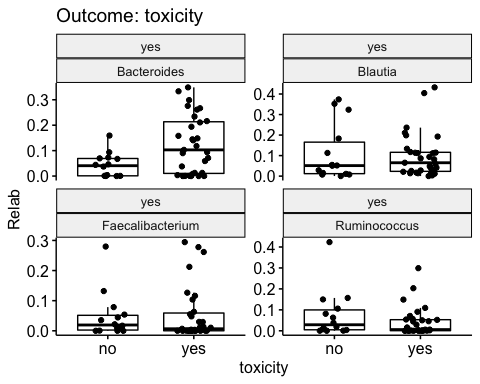 Outcome: toxicity
yes
yes
Bacteroides
Blautia
0.3
0.2
0.1
0.0
0.4
0.3
0.2
0.1
0.0
Relab
yes
yes
Faecalibacterium
Ruminococcus
0.3
0.2
0.1
0.0
0.4
0.3
0.2
0.1
0.0
no
yes
no
yes
toxicity